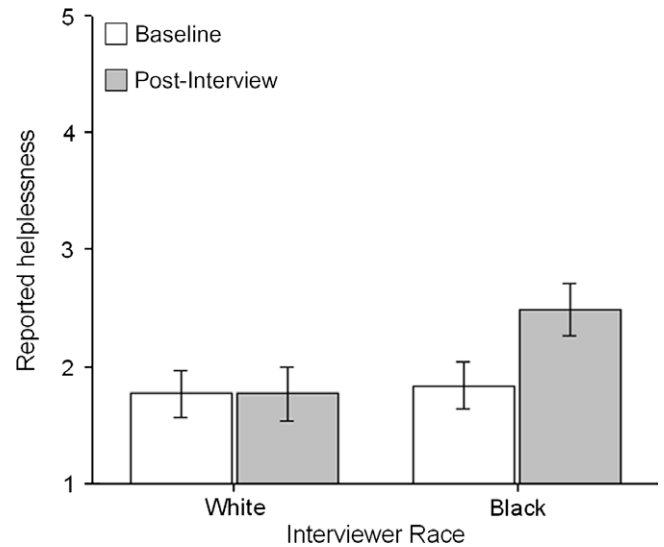 5
Baseline
Post-Interview
4
3
2
1
Reported helplessness
White
Black
Interviewer Race